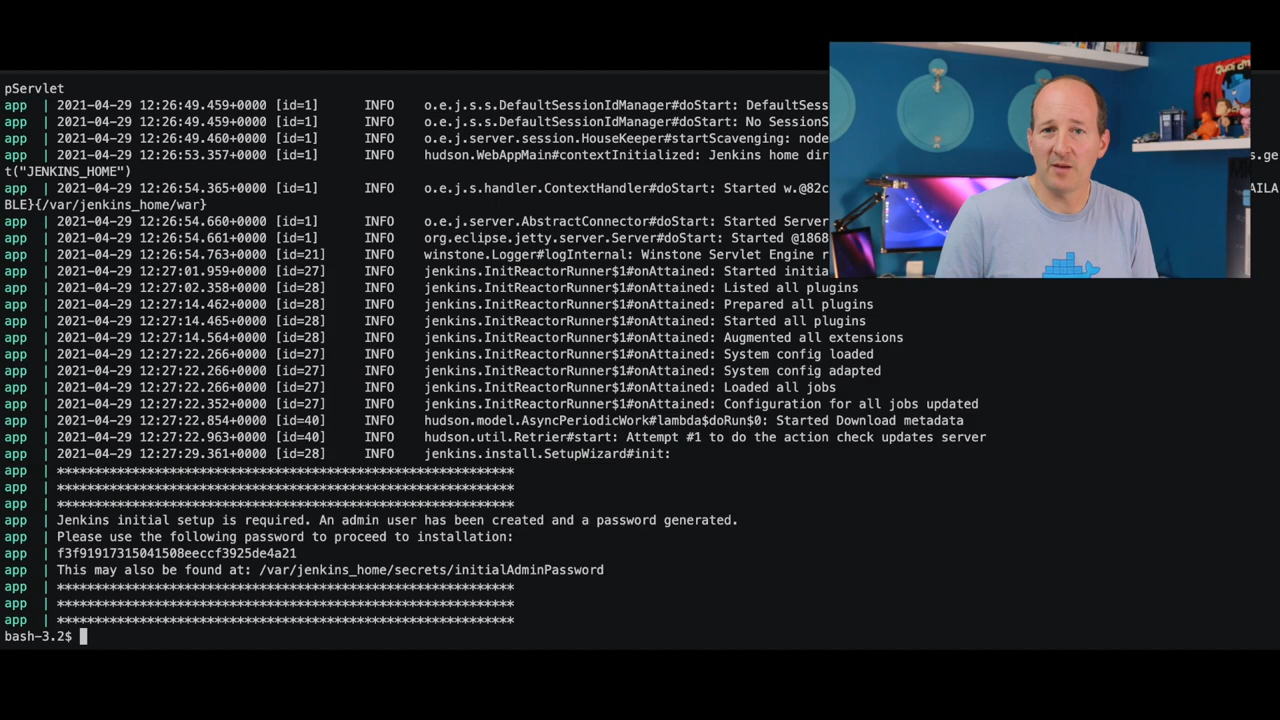 pServlet
app | 2021-04-29 12:26:49.459+0000 [id=1] INFO o.e.j.s.s.DefaultSessionIdManager#doStart: DefaultSess
app | 2021-04-29 12:26:49.459+0000 [id=1] INFO o.e.j.s.s.DefaultSessionIdManager#doStart: No SessionS
app | 2021-04-29 12:26:49.460+0000 [id=1] INFO o.e.j.server.session.HouseKeeper#startScavenging: node
app | 2021-04-29 12:26:53.357+0000 [id=1] INFO hudson.WebAppMain#contextInitialized: Jenkins home dir s.ge
t("JENKINS_HOME")
app | 2021-04-29 12:26:54.365+0000 [id=1] INFO o.e.j.s.handler.ContextHandler#doStart: Started w.@82c AILA
BLE}{/var/jenkins_home/war}
app | 2021-04-29 12:26:54.660+0000 [id=1] INFO o.e.j.server.AbstractConnector#doStart: Started Server
app | 2021-04-29 12:26:54.661+0000 [id=1] INFO org.eclipse.jetty.server.Server#doStart: Started @1868
app | 2021-04-29 12:26:54.763+0000 [id=21] INFO winstone.Logger#logInternal: Winstone Servlet Engine r
app | 2021-04-29 12:27:01.959+0000 [id=27] INFO jenkins.InitReactorRunner$1#onAttained: Started initia
app | 2021-04-29 12:27:02.358+0000 [id=28] INFO jenkins.InitReactorRunner$1#onAttained: Listed all plugins
app | 2021-04-29 12:27:14.462+0000 [id=28] INFO jenkins.InitReactorRunner$1#onAttained: Prepared all plugins
app | 2021-04-29 12:27:14.465+0000 [id=28] INFO jenkins.InitReactorRunner$1#onAttained: Started all plugins
app | 2021-04-29 12:27:14.564+0000 [id=28] INFO jenkins.InitReactorRunner$1#onAttained: Augmented all extensions
app | 2021-04-29 12:27:22.266+0000 [id=27] INFO jenkins.InitReactorRunner$1#onAttained: System config loaded
app | 2021-04-29 12:27:22.266+0000 [id=27] INFO jenkins.InitReactorRunner$1#onAttained: System config adapted
app | 2021-04-29 12:27:22.266+0000 [id=27] INFO jenkins.InitReactorRunner$1#onAttained: Loaded all jobs
app | 2021-04-29 12:27:22.352+0000 [id=27] INFO jenkins.InitReactorRunner$1#onAttained: Configuration for all jobs updated
app | 2021-04-29 12:27:22.854+0000 [id=40] INFO hudson.model.AsyncPeriodicWork#lambda$doRun$0: Started Download metadata
app | 2021-04-29 12:27:22.963+0000 [id=40] INFO hudson.util.Retrier#start: Attempt #1 to do the action check updates server
app | 2021-04-29 12:27:29.361+0000 [id=28] INFO jenkins.install.SetupWizard#init:
app | *************************************************************
app | *************************************************************
app | *************************************************************
app | Jenkins initial setup is required. An admin user has been created and a password generated.
app | Please use the following password to proceed to installation:
app | f3f91917315041508eeccf3925de4a21
app | This may also be found at: /var/jenkins_home/secrets/initialAdminPassword
app | *************************************************************
app | *************************************************************
app | *************************************************************
bash-3.2$